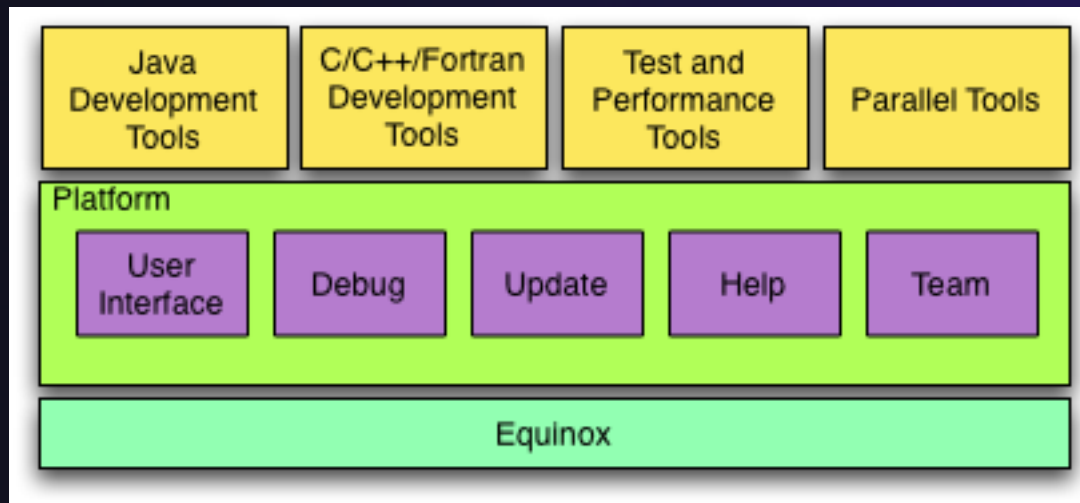 Java
Development
Tools
C/C++/Fortran
Development
Tools
Test and
Performance
Tools
Parallel Tools
Platform
User
Interface
Debug
Update
Help
Team
Equinox